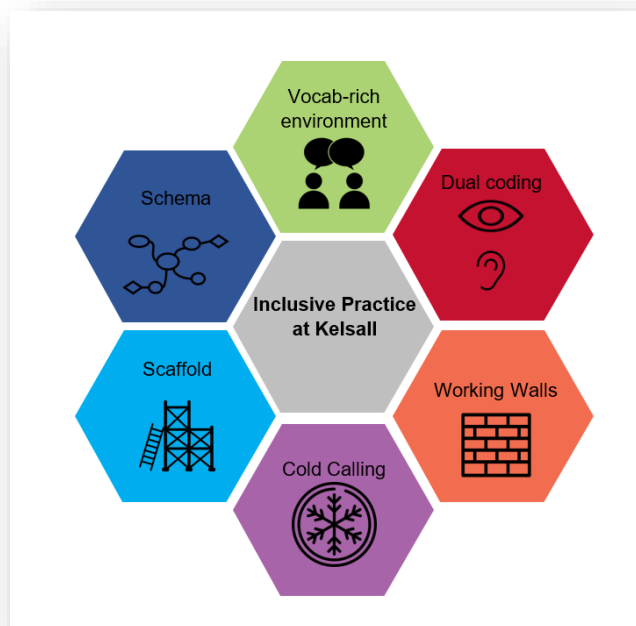 Vocab-rich
environment
Dual coding
Schema
Inclusive Practice
at Kelsall
Scaffold
Working Walls
Cold Calling